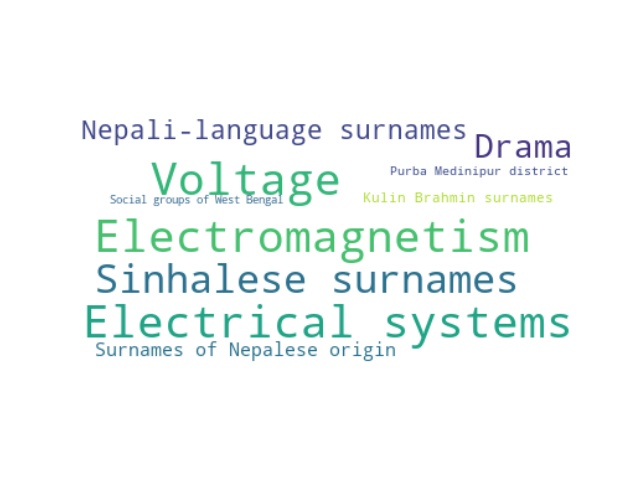 Nepali-language surnames
Drama
Voltage
Purba Medinipur district
Social groups of West Bengal
Kulin Brahmin surnames
Electromagnetism
Sinhalese surnames
Electrical systems
Surnames of Nepalese origin